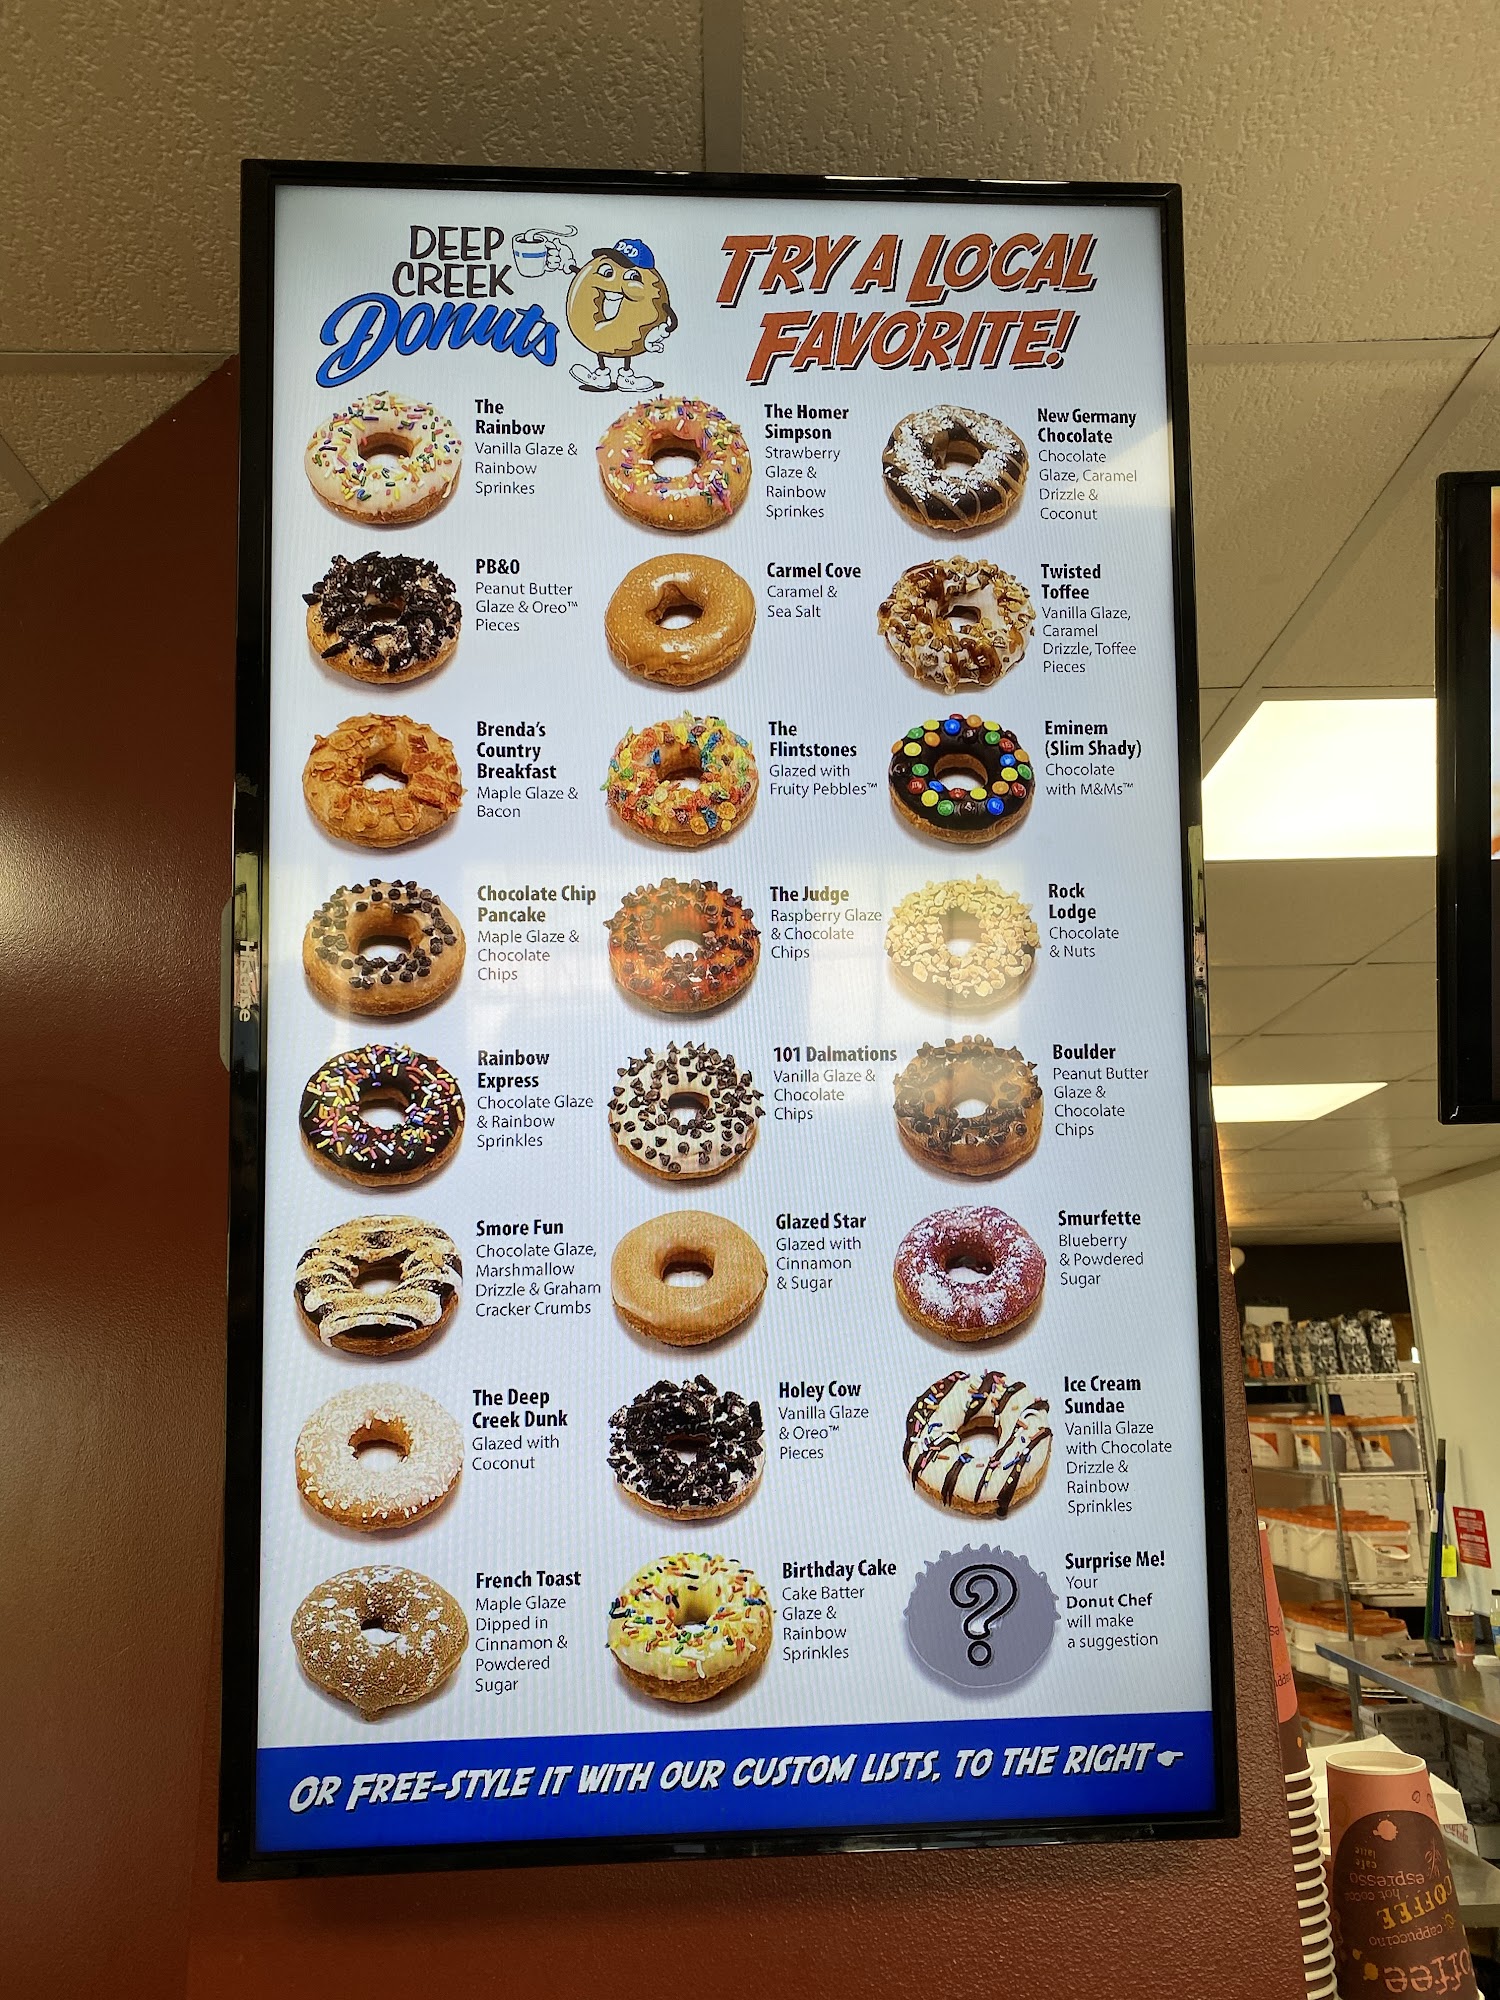 DEEP
CREEK
Donuts
DCD
TRY A LOCAL
FAVORITE!
The
Rainbow
Vanilla Glaze &
Rainbow
Sprinkes
The Homer
Simpson
Strawberry
Glaze &
Rainbow
Sprinkes
New Germany
Chocolate
Chocolate
Glaze, Caramel
Drizzle &
Coconut
PB&O
Peanut Butter
Glaze & Oreo™
Pieces
Carmel Cove
Caramel &
Sea Salt
Twisted
Toffee
Vanilla Glaze,
Caramel
Drizzle, Toffee
Pieces
Brenda's
Country
Breakfast
Maple Glaze &
Bacon
The
Flintstones
Glazed with
Fruity Pebbles™
Eminem
(Slim Shady)
Chocolate
with M&Ms™
Chocolate Chip
Pancake
Maple Glaze &
Chocolate
Chips
The Judge
Raspberry Glaze
& Chocolate
Chips
Rock
Lodge
Chocolate
& Nuts
Rainbow
Express
Chocolate Glaze
& Rainbow
Sprinkles
101 Dalmations
Vanilla Glaze &
Chocolate
Chips
Boulder
Peanut Butter
Glaze &
Chocolate
Chips
Smore Fun
Chocolate Glaze,
Marshmallow
Drizzle & Graham
Cracker Crumbs
Glazed Star
Glazed with
Cinnamon
& Sugar
Smurfette
Blueberry
& Powdered
Sugar
The Deep
Creek Dunk
Glazed with
Coconut
Holey Cow
Vanilla Glaze
& Oreo™
Pieces
Ice Cream
Sundae
Vanilla Glaze
with Chocolate
Drizzle &
Rainbow
Sprinkles
French Toast
Maple Glaze
Dipped in
Cinnamon &
Powdered
Sugar
Birthday Cake
Cake Batter
Glaze &
Rainbow
Sprinkles
Surprise Me!
Your
Donut Chef
will make
a suggestion
?
OR FREE-STYLE IT WITH OUR CUSTOM LISTS, TO THE RIGHT
Hisense
coffee
cappuccino
COFFEE
hot cocoa
espresso
cafe
latte